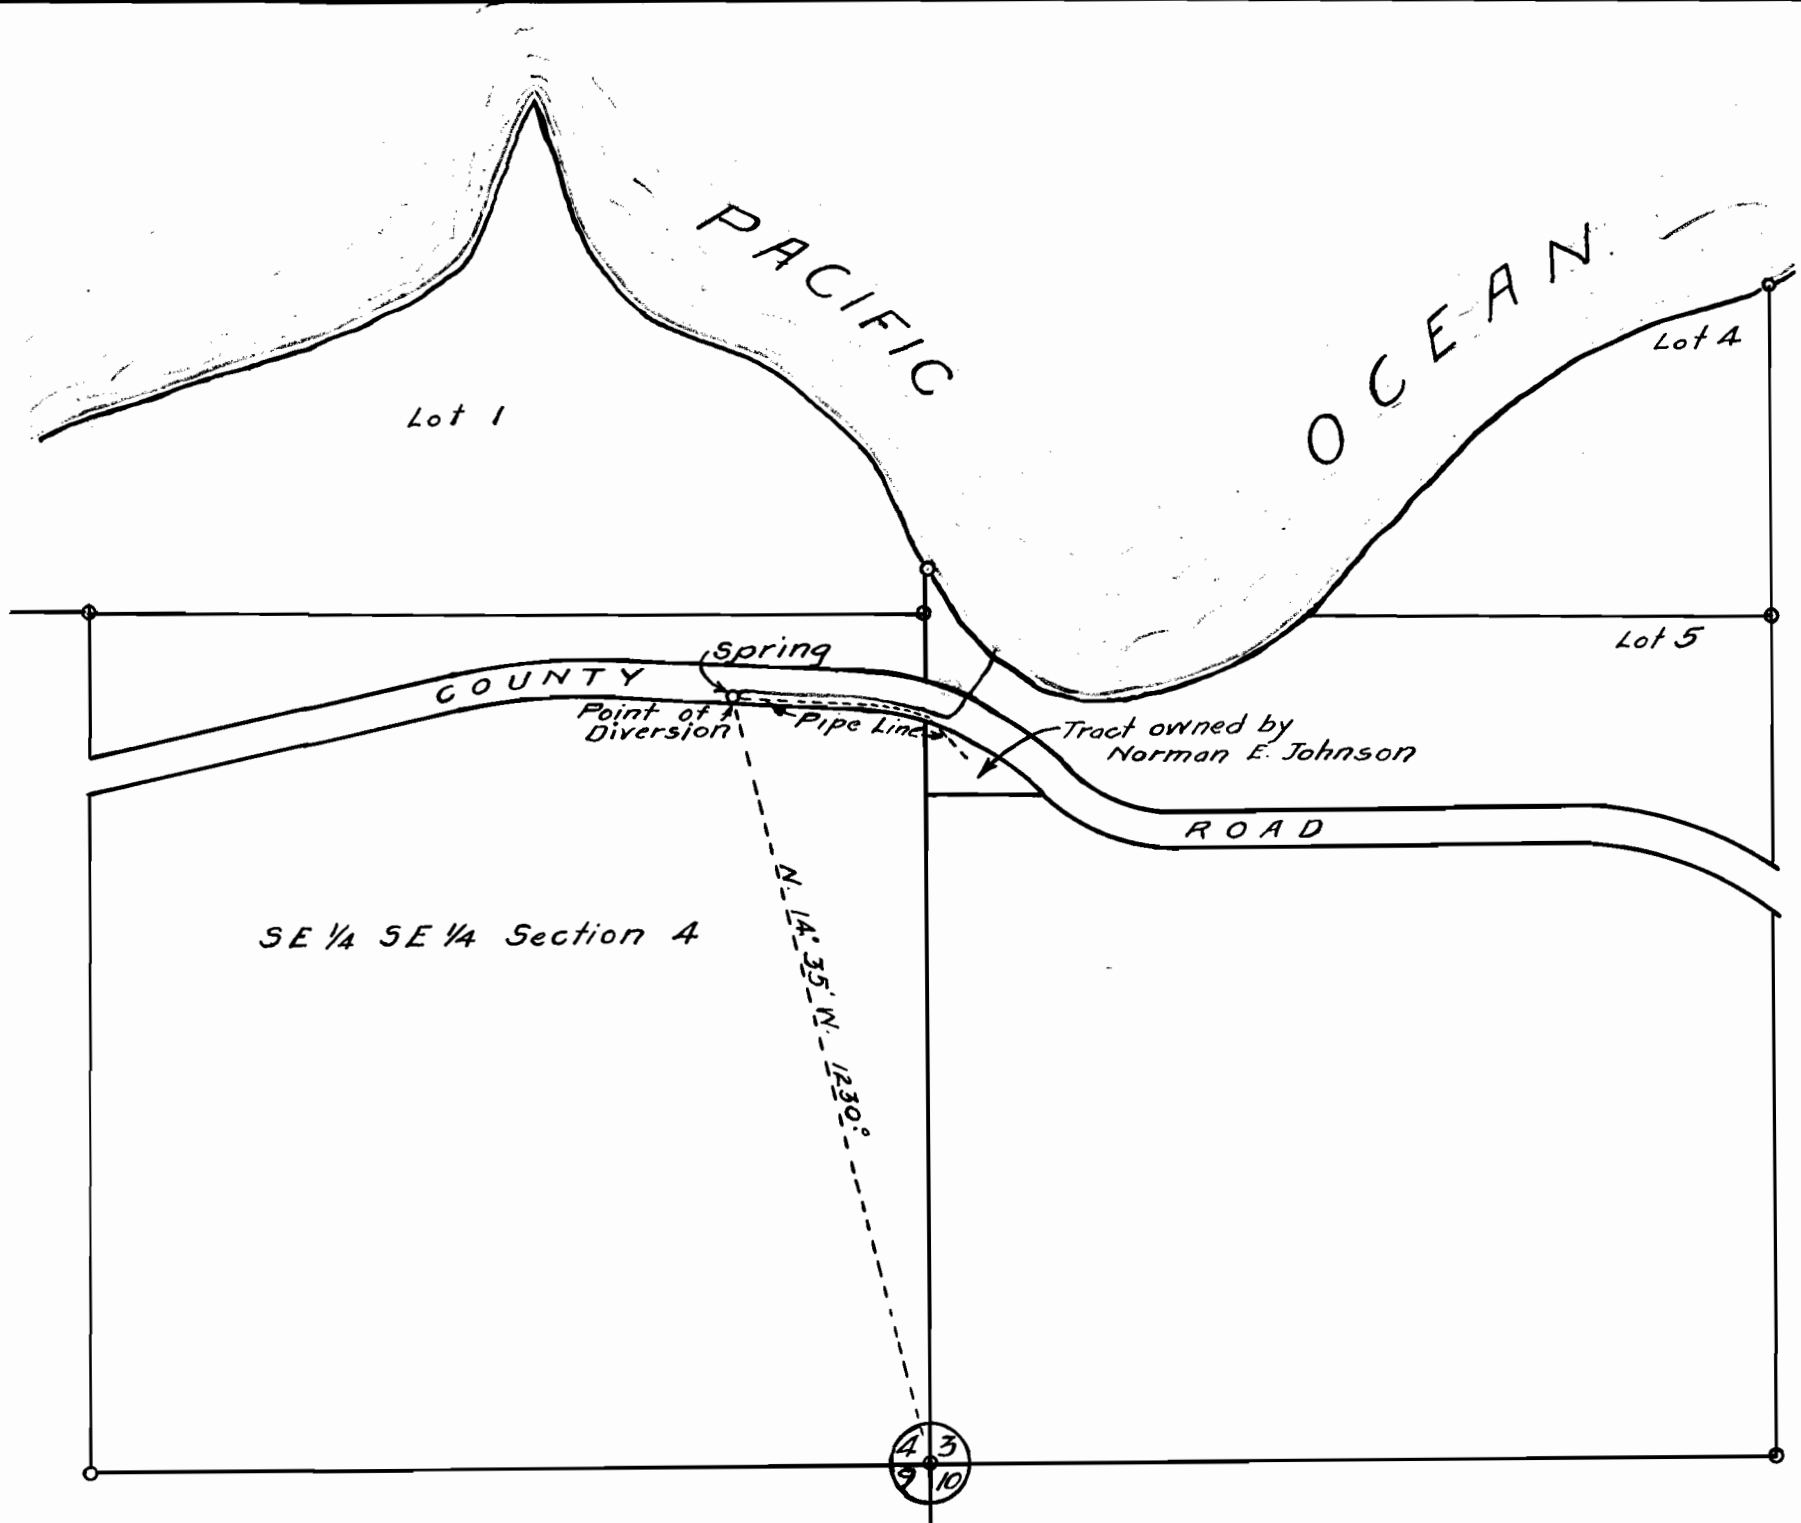 PACIFIC OCEAN
Lot 4
Lot 1
Lot 5
Spring
COUNTY ROAD
Point of
Diversion
Pipe Line
Tract owned by
Norman E. Johnson
N. 14° 35' W. 1230.°
SE 1/4 SE 1/4 Section 4
4 3
9 10